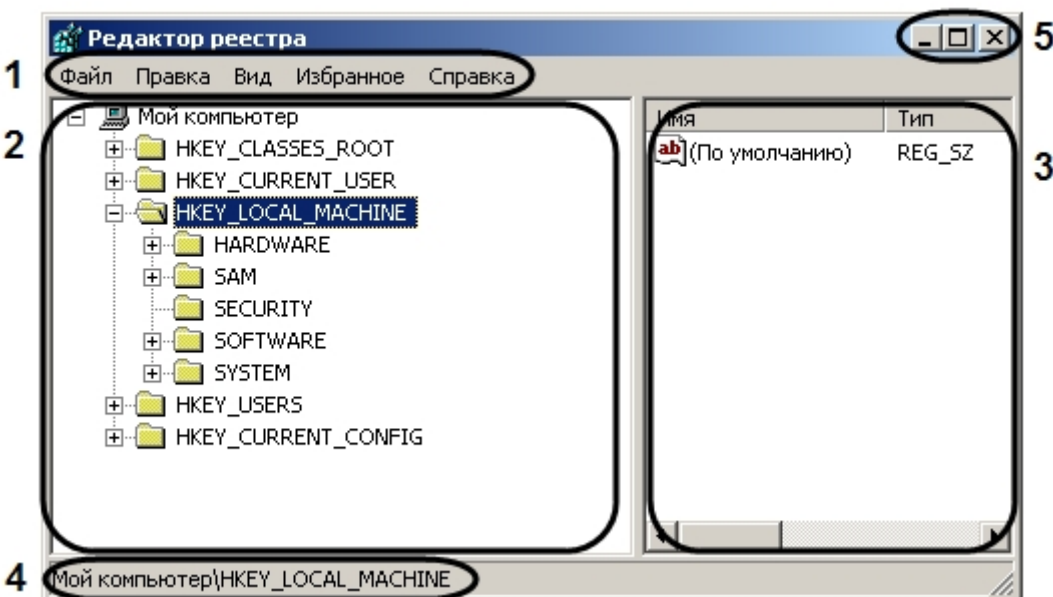 Редактор реестра
5
1
Файл Правка Вид Избранное Справка
2
Мой компьютер
HKEY_CLASSES_ROOT
HKEY_CURRENT_USER
HKEY_LOCAL_MACHINE
HARDWARE
SAM
SECURITY
SOFTWARE
SYSTEM
HKEY_USERS
HKEY_CURRENT_CONFIG
Имя Тип
ab (По умолчанию) REG_SZ
3
4
Мой компьютер\HKEY_LOCAL_MACHINE